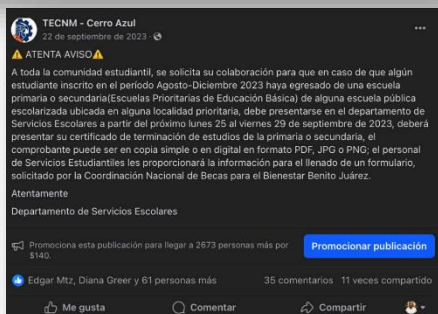 TECNM - Cerro Azul
22 de septiembre de 2023 ·
⚠️ ATENTA AVISO⚠️
A toda la comunidad estudiantil, se solicita su colaboración para que en caso de que algún
estudiante inscrito en el período Agosto-Diciembre 2023 haya egresado de una escuela
primaria o secundaria(Escuelas Prioritarias de Educación Básica) de alguna escuela pública
escolarizada ubicada en alguna localidad prioritaria, debe presentarse en el departamento de
Servicios Escolares a partir del próximo lunes 25 al viernes 29 de septiembre de 2023, deberá
presentar su certificado de terminación de estudios de la primaria o secundaria, el
comprobante puede ser en copia simple o en digital en formato PDF, JPG o PNG; el personal
de Servicios Estudiantiles les proporcionará la información para el llenado de un formulario,
solicitado por la Coordinación Nacional de Becas para el Bienestar Benito Juárez.
Atentamente
Departamento de Servicios Escolares
Promociona esta publicación para llegar a 2673 personas más por
$140.
Promocionar publicación
Edgar Mtz, Diana Greer y 61 personas más
35 comentarios 11 veces compartido
Me gusta Comentar Compartir